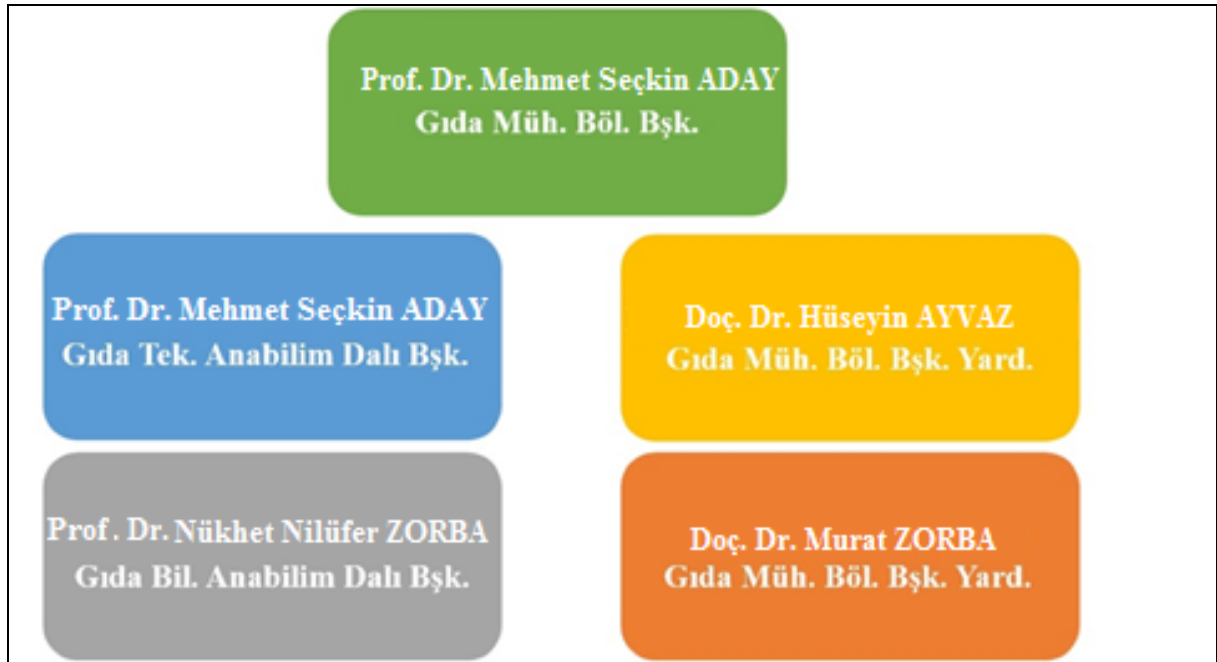 Prof. Dr. Mehmet Seçkin ADAY
Gıda Müh. Böl. Bşk.
Prof. Dr. Mehmet Seçkin ADAY
Gıda Tek. Anabilim Dalı Bşk.
Doç. Dr. Hüseyin AYVAZ
Gıda Müh. Böl. Bşk. Yard.
Prof. Dr. Nükhet Nilüfer ZORBA
Gıda Bil. Anabilim Dalı Bşk.
Doç. Dr. Murat ZORBA
Gıda Müh. Böl. Bşk. Yard.